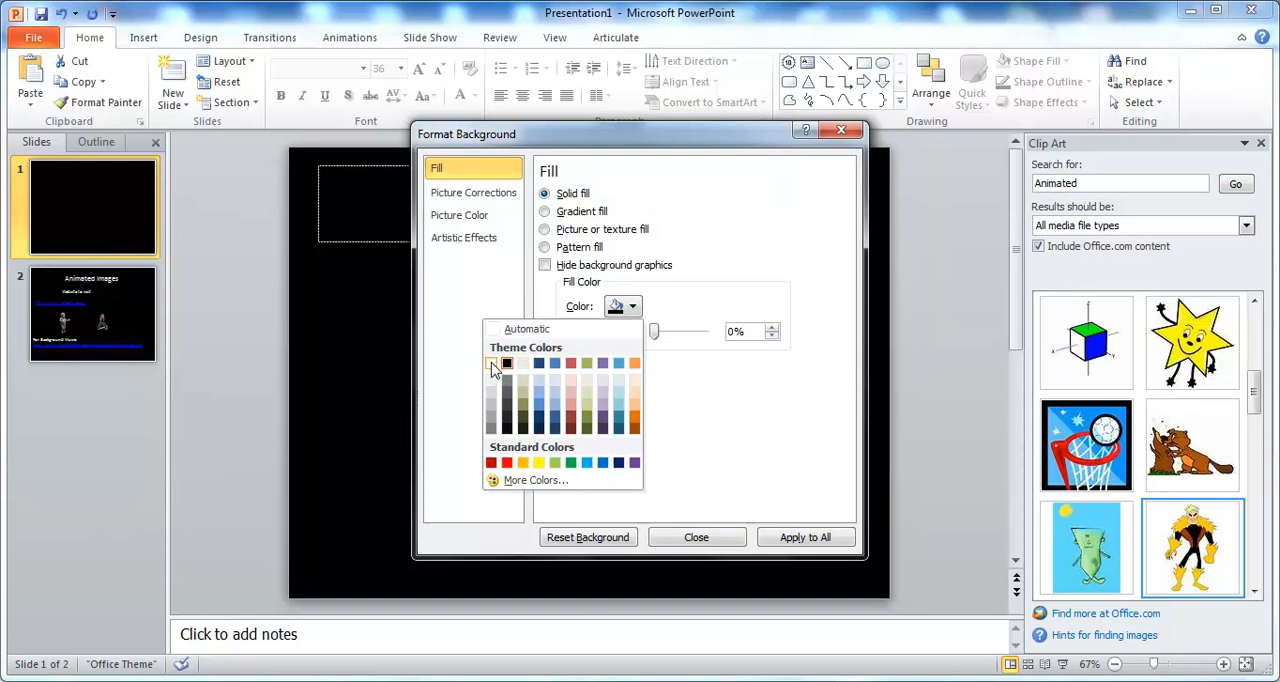 Presentation1 - Microsoft PowerPoint
File Home Insert Design Transitions Animations Slide Show Review View Articulate
Paste
Cut
Copy
Format Painter
Clipboard
New
Slide
Layout
Reset
Section
Slides
36
Font
Text Direction
Align Text
Convert to SmartArt
Arrange
Quick
Styles
Shape Fill
Shape Outline
Shape Effects
Drawing
Find
Replace
Select
Editing
Slides Outline
1
2
Animated Images
Format Background
Fill
Picture Corrections
Picture Color
Artistic Effects
Fill
Solid fill
Gradient fill
Picture or texture fill
Pattern fill
Hide background graphics
Fill Color
Color:
0%
Automatic
Theme Colors
Standard Colors
More Colors...
Reset Background Close Apply to All
Clip Art
Search for:
Animated Go
Results should be:
All media file types
Include Office.com content
Find more at Office.com
Hints for finding images
Click to add notes
Slide 1 of 2 "Office Theme" 67%